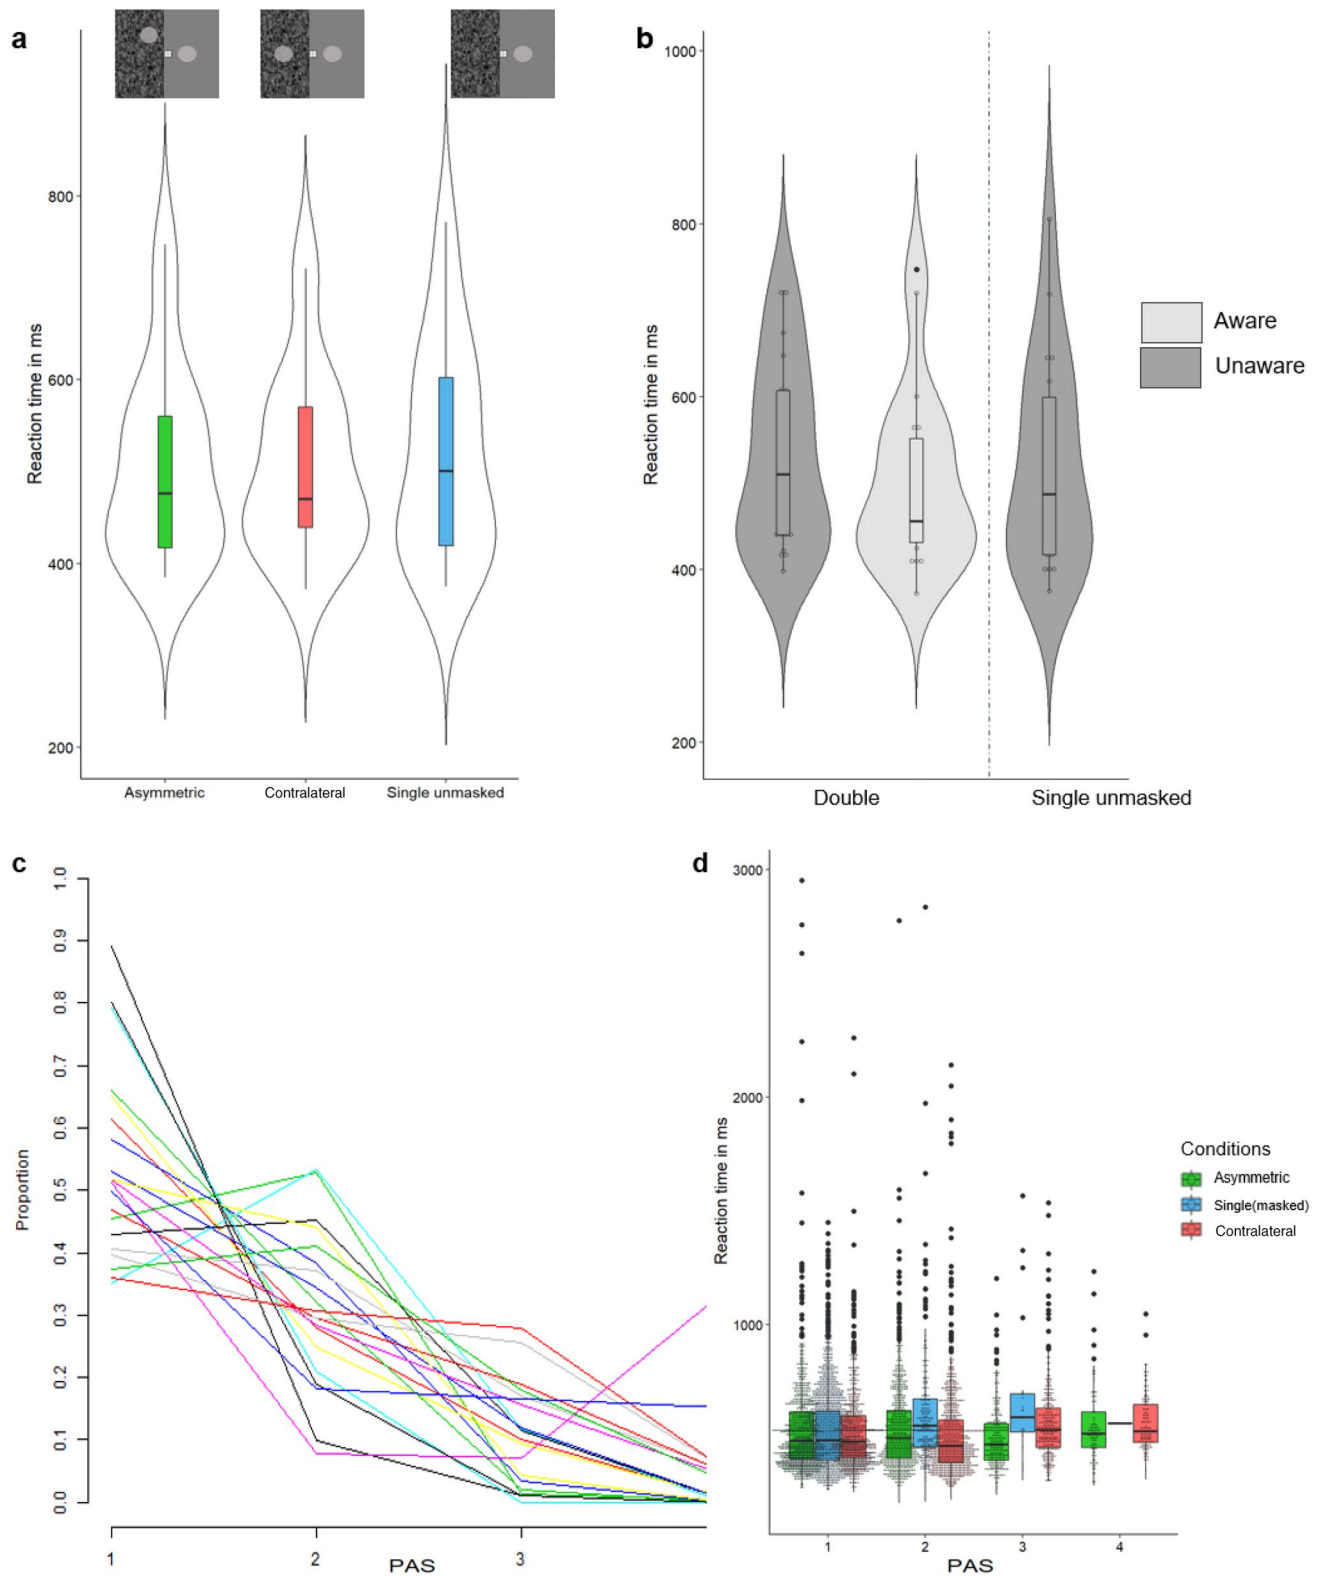 a
Reaction time in ms
800
600
400
200
Asymmetric
Contralateral
Single unmasked
b
Reaction time in ms
1000
800
600
400
200
Double
Single unmasked
Aware
Unaware
c
Proportion
1.0
0.9
0.8
0.7
0.6
0.5
0.4
0.3
0.2
0.1
0.0
1
2
3
PAS
d
Reaction time in ms
3000
2000
1000
1
2
3
4
PAS
Conditions
Asymmetric
Single(masked)
Contralateral